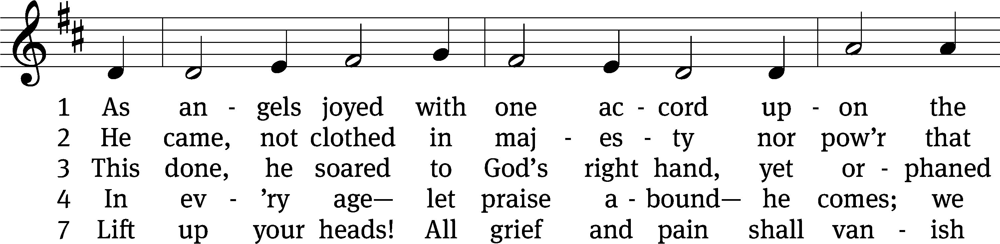 1 As an - gels joyed with one ac - cord up - on the
2 He came, not clothed in maj - es - ty nor pow’r that
3 This done, he soared to God’s right hand, yet or - phaned
4 In ev - ’ry age— let praise a - bound— he comes; we
7 Lift up your heads! All grief and pain shall van - ish